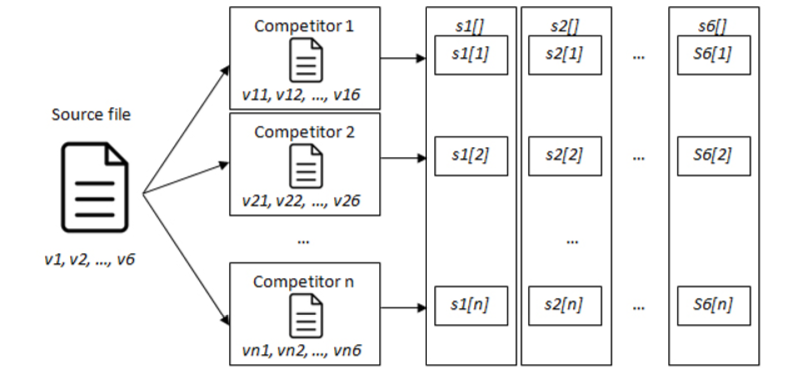 Competitor 1
s1[]
s2[]
s6[]
s1[1]
s2[1]
...
S6[1]
v11, v12, ..., v16
Source file
Competitor 2
s1[2]
s2[2]
...
S6[2]
v21, v22, ..., v26
v1, v2, ..., v6
...
...
Competitor n
s1[n]
s2[n]
...
S6[n]
vn1, vn2, ..., vn6